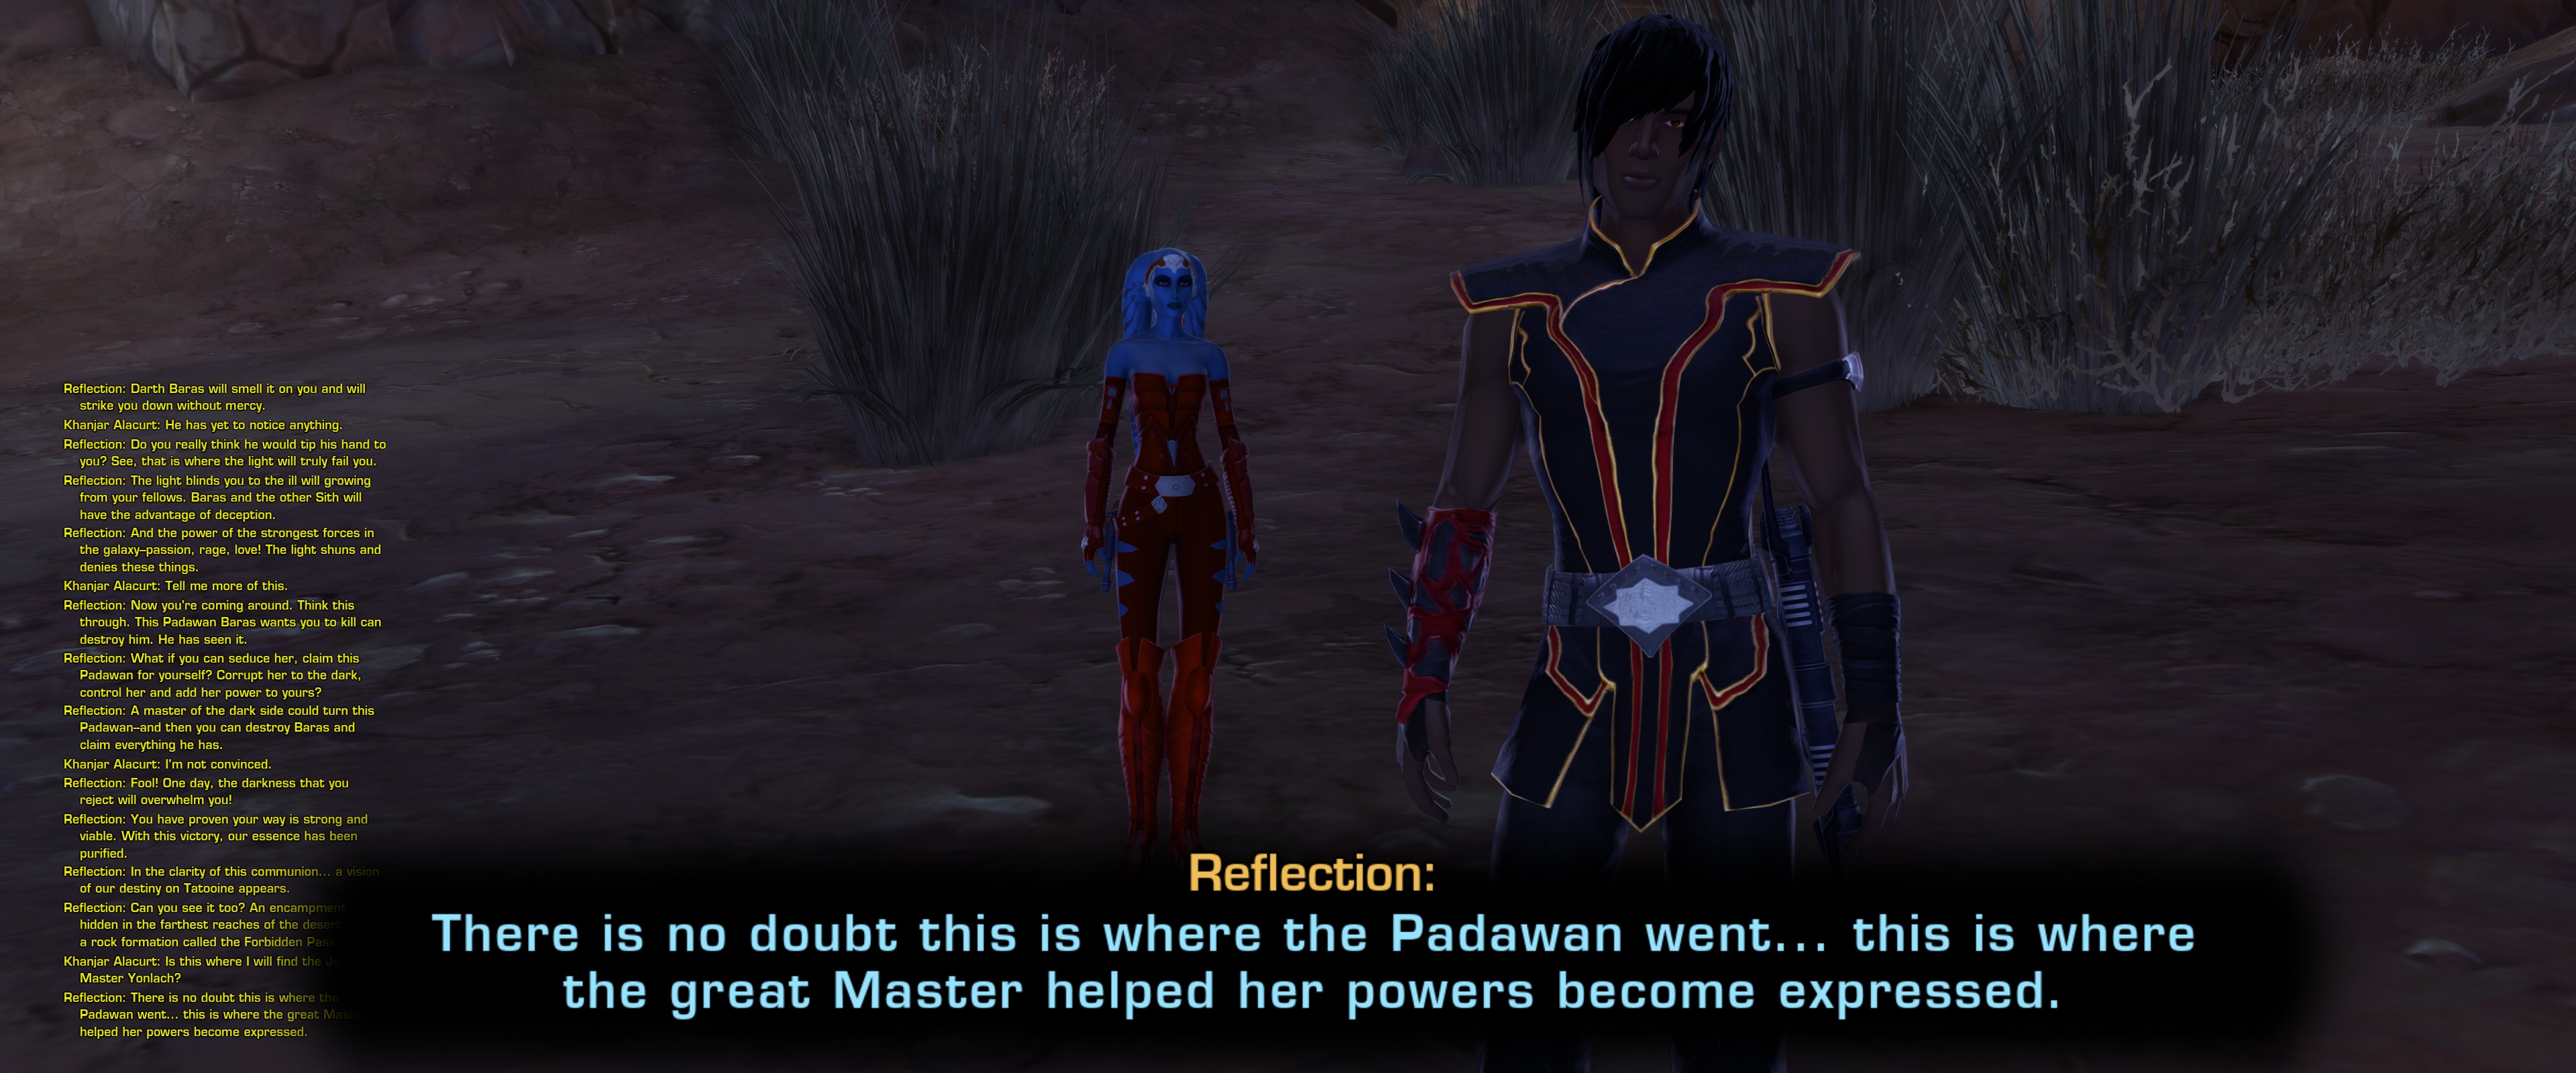 Reflection: Darth Baras will smell it on you and will
strike you down without mercy.
Khanjar Alacurt: He has yet to notice anything.
Reflection: Do you really think he would tip his hand to
you? See, that is where the light will truly fail you.
Reflection: The light blinds you to the ill will growing
from your fellows. Baras and the other Sith will
have the advantage of deception.
Reflection: And the power of the strongest forces in
the galaxy--passion, rage, love! The light shuns and
denies these things.
Khanjar Alacurt: Tell me more of this.
Reflection: Now you're coming around. Think this
through. This Padawan Baras wants you to kill can
destroy him. He has seen it.
Reflection: What if you can seduce her, claim this
Padawan for yourself? Corrupt her to the dark,
control her and add her power to yours?
Reflection: A master of the dark side could turn this
Padawan--and then you can destroy Baras and
claim everything he has.
Khanjar Alacurt: I'm not convinced.
Reflection: Fool! One day, the darkness that you
reject will overwhelm you!
Reflection: You have proven your way is strong and
viable. With this victory, our essence has been
purified.
Reflection: In the clarity of this communion... a vision
of our destiny on Tatooine appears.
Reflection: Can you see it too? An encampment
hidden in the farthest reaches of the desert
a rock formation called the Forbidden Pass
Khanjar Alacurt: Is this where I will find the
Master Yonlach?
Reflection: There is no doubt this is where the
Padawan went... this is where the great Master
helped her powers become expressed.
Reflection:
There is no doubt this is where the Padawan went... this is where
the great Master helped her powers become expressed.